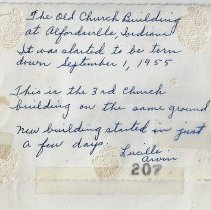 The Old Church Building
at Alfordsville Indiana
It was started to be torn
down September 1, 1955
This is the 3rd Church
building on the same ground
new building started in just
a few days.
Lucille
Arvin
207